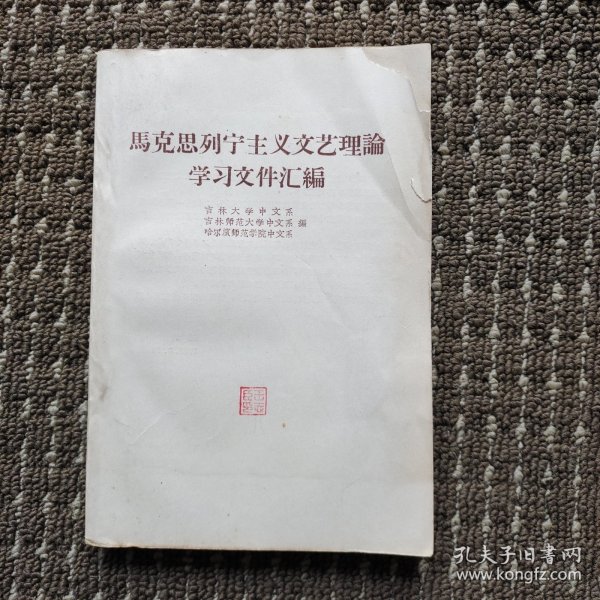 馬克思列宁主义文艺理論
学习文件汇編
吉林大学中文系
吉林师范大学中文系 編
哈尔濱师范学院中文系
孔夫子旧书网
www.kongfz.com